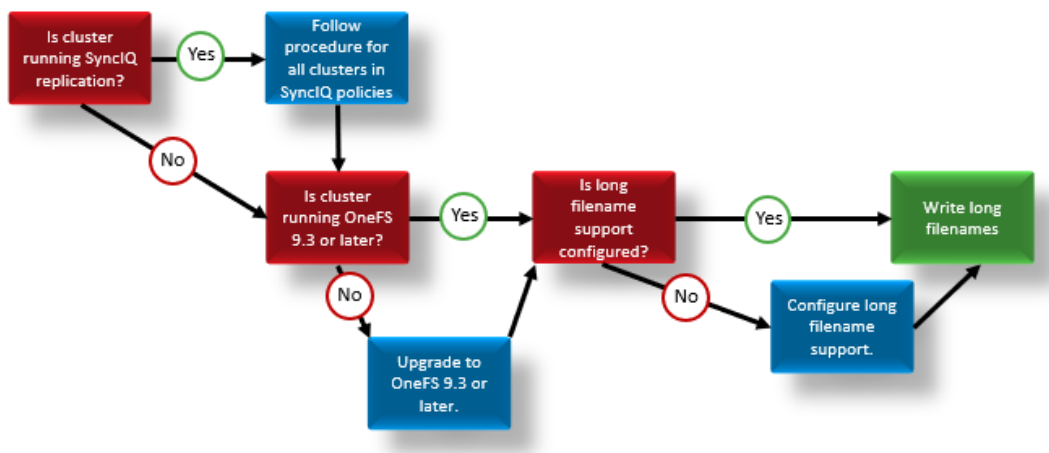 Is cluster
running SyncIQ
replication?
Yes
Follow
procedure for
all clusters in
SyncIQ policies
No
Is cluster
running OneFS
9.3 or later?
Yes
Is long
filename
support
configured?
Yes
Write long
filenames
No
No
Configure long
filename
support.
Upgrade to
OneFS 9.3 or
later.